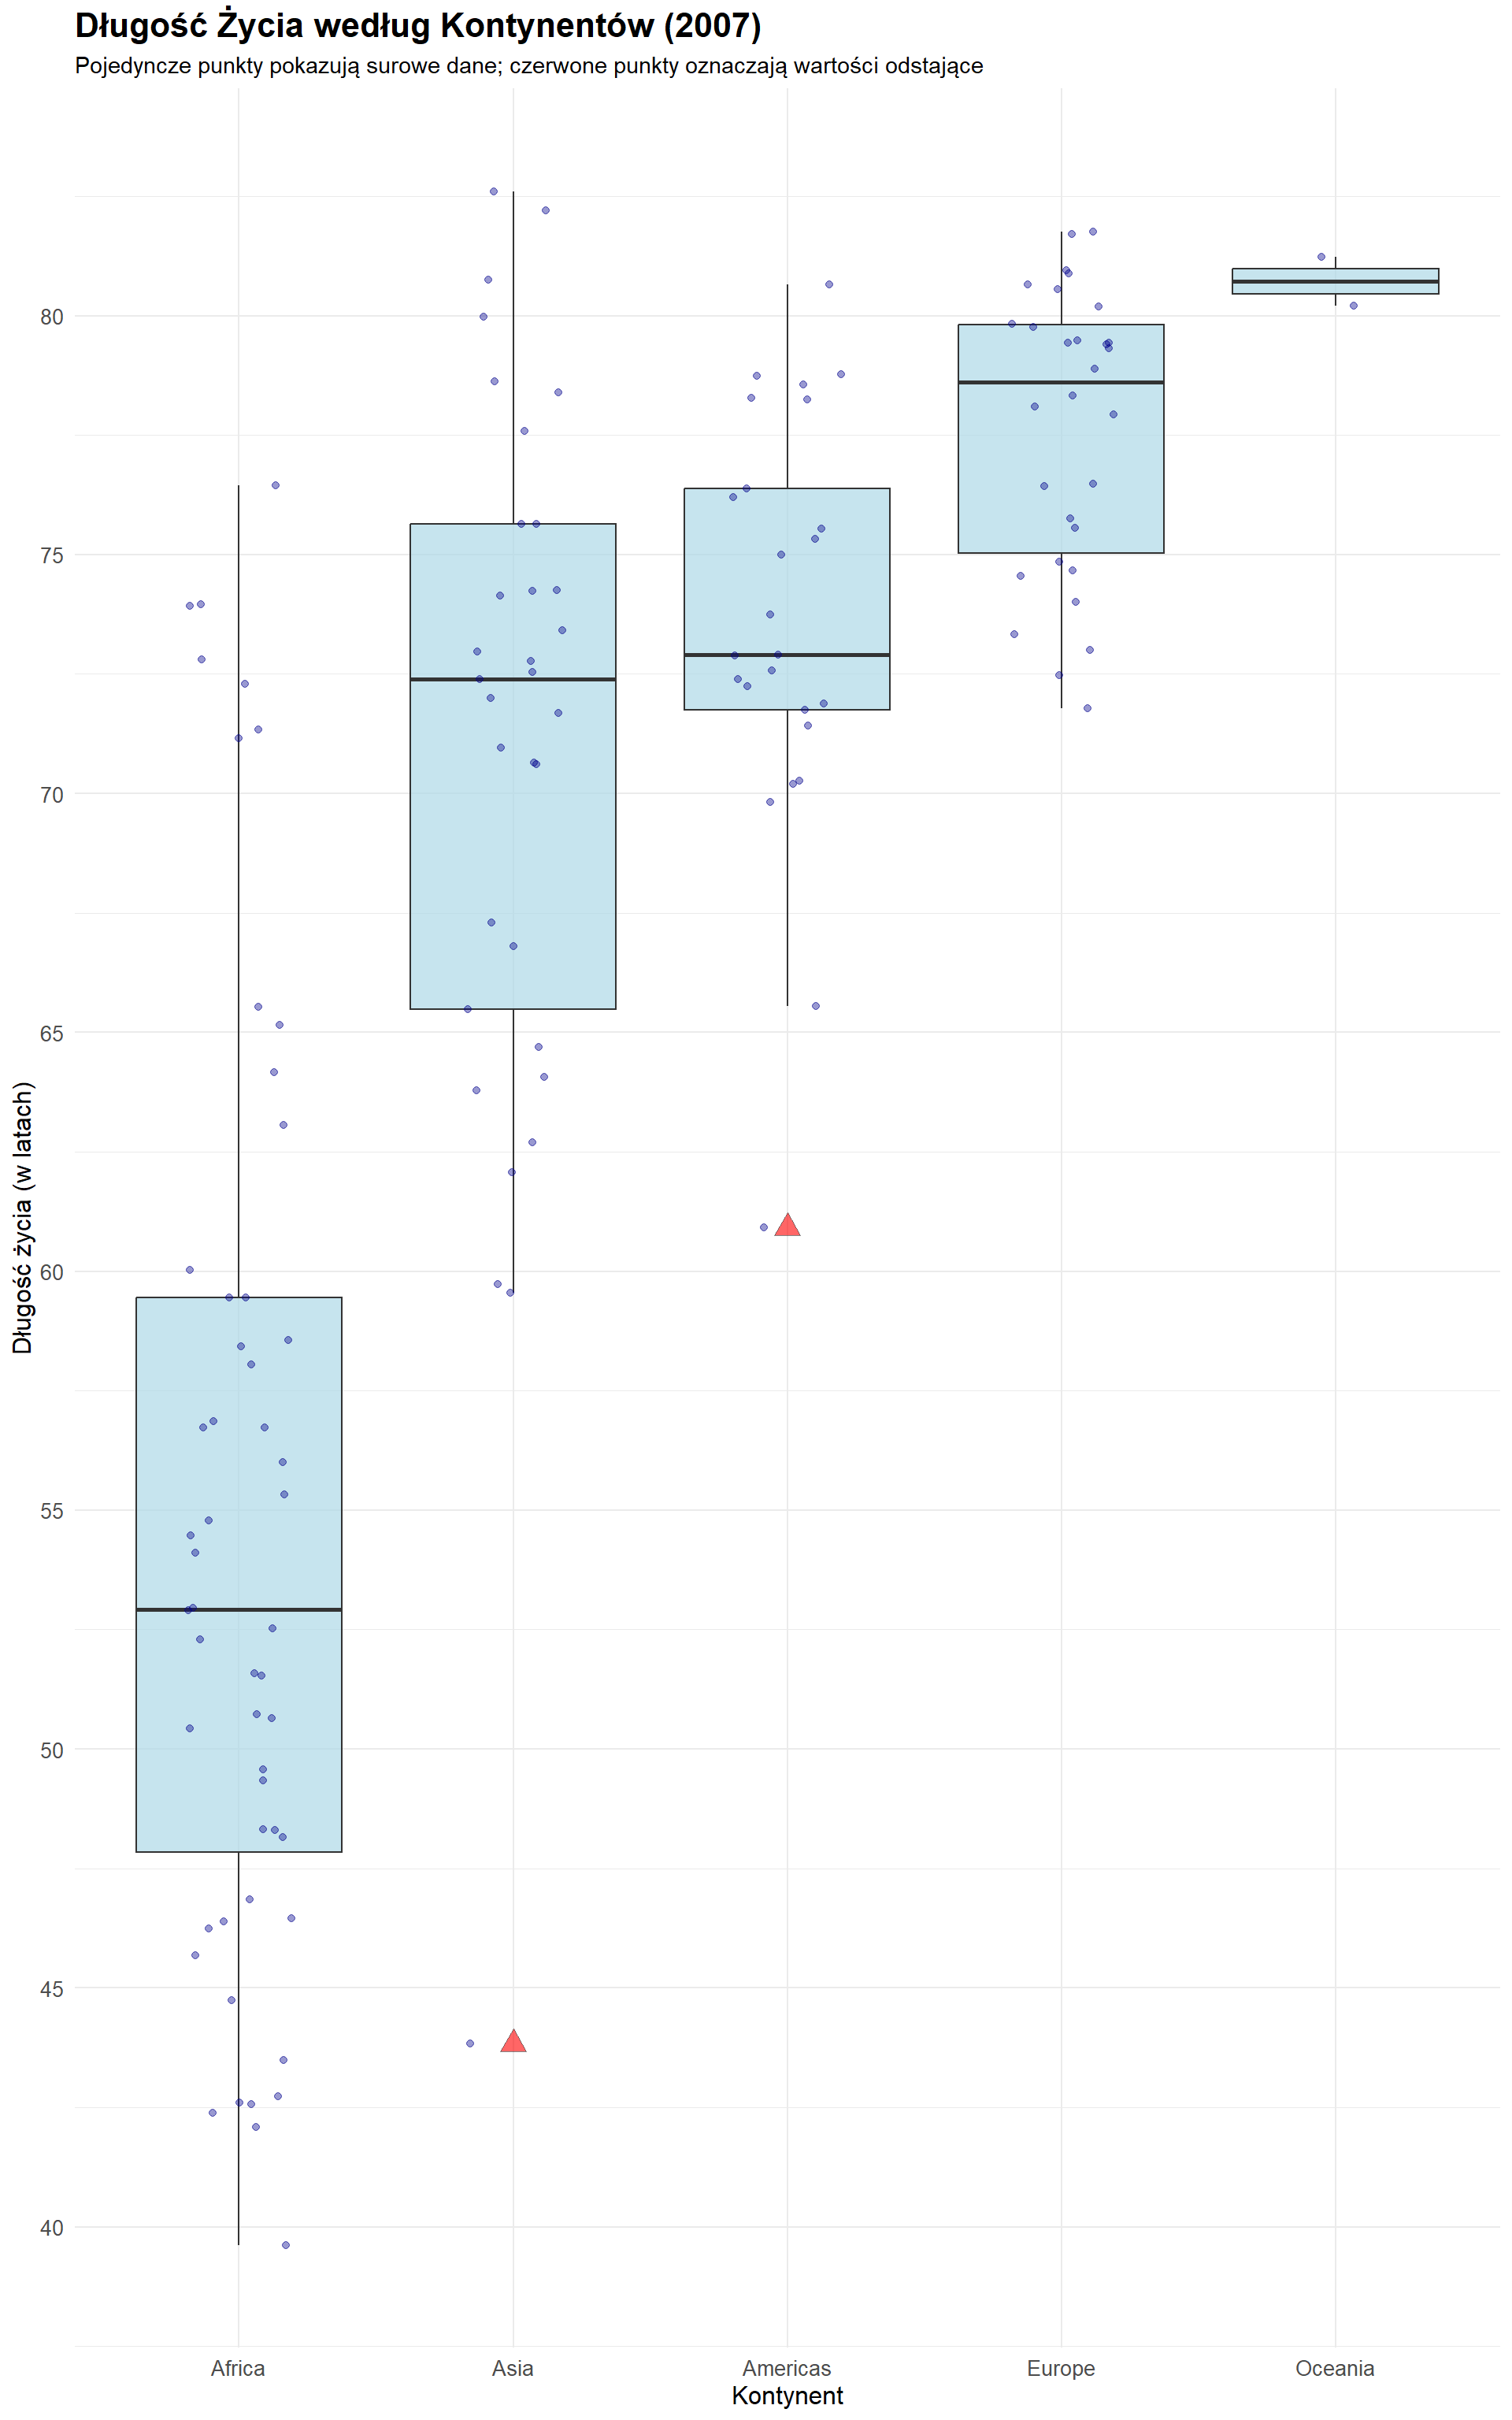 Długość Życia według Kontynentów (2007)
Pojedyncze punkty pokazują surowe dane; czerwone punkty oznaczają wartości odstające
Długość życia (w latach)
80
75
70
65
60
55
50
45
40
Africa
Asia
Americas
Europe
Oceania
Kontynent